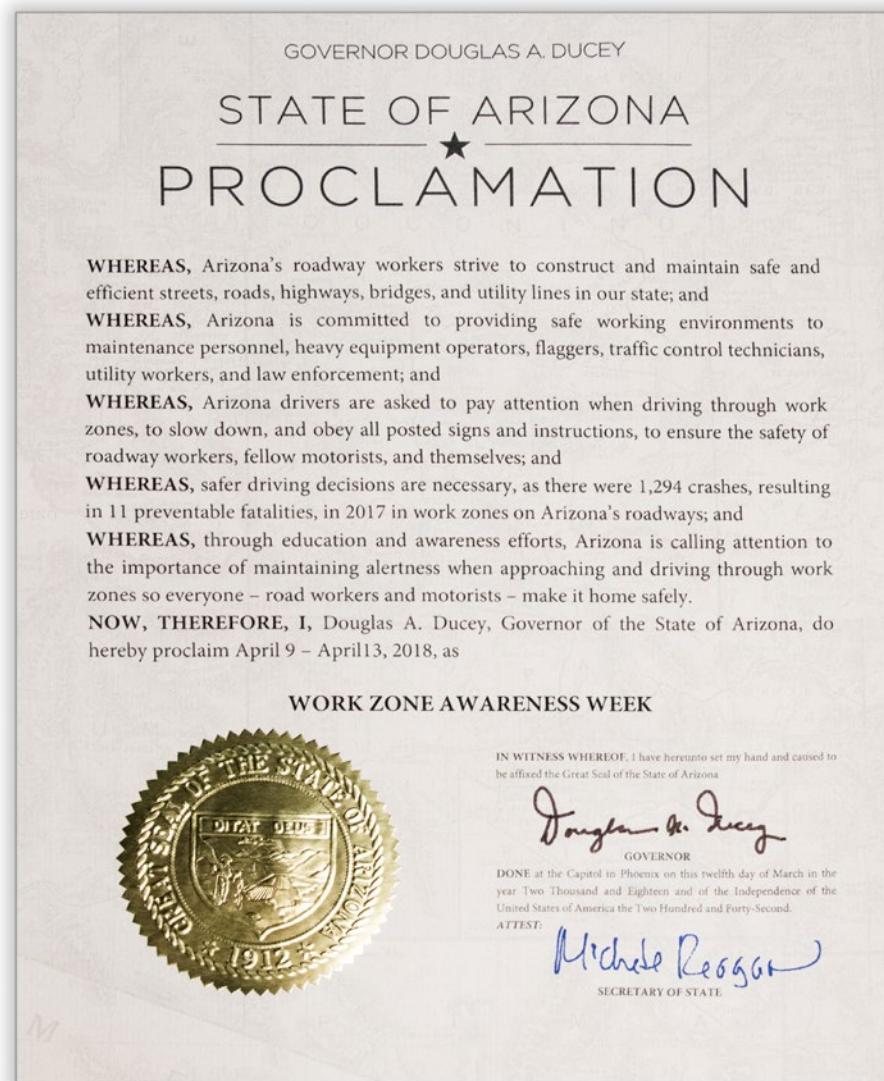 GOVERNOR DOUGLAS A. DUCEY
STATE OF ARIZONA
PROCLAMATION
WHEREAS, Arizona's roadway workers strive to construct and maintain safe and
efficient streets, roads, highways, bridges, and utility lines in our state; and
WHEREAS, Arizona is committed to providing safe working environments to
maintenance personnel, heavy equipment operators, flaggers, traffic control technicians,
utility workers, and law enforcement; and
WHEREAS, Arizona drivers are asked to pay attention when driving through work
zones, to slow down, and obey all posted signs and instructions, to ensure the safety of
roadway workers, fellow motorists, and themselves; and
WHEREAS, safer driving decisions are necessary, as there were 1,294 crashes, resulting
in 11 preventable fatalities, in 2017 in work zones on Arizona's roadways; and
WHEREAS, through education and awareness efforts, Arizona is calling attention to
the importance of maintaining alertness when approaching and driving through work
zones so everyone – road workers and motorists – make it home safely.
NOW, THEREFORE, I, Douglas A. Ducey, Governor of the State of Arizona, do
hereby proclaim April 9 – April13, 2018, as
WORK ZONE AWARENESS WEEK
GREAT SEAL OF THE STATE OF ARIZONA
DITAT DEUS
1912
IN WITNESS WHEREOF, I have hereunto set my hand and caused to
be affixed the Great Seal of the State of Arizona
Douglas A. Ducey
GOVERNOR
DONE at the Capitol in Phoenix on this twelfth day of March in the
year Two Thousand and Eighteen and of the Independence of the
United States of America the Two Hundred and Forty-Second.
ATTEST:
Michele Reagan
SECRETARY OF STATE